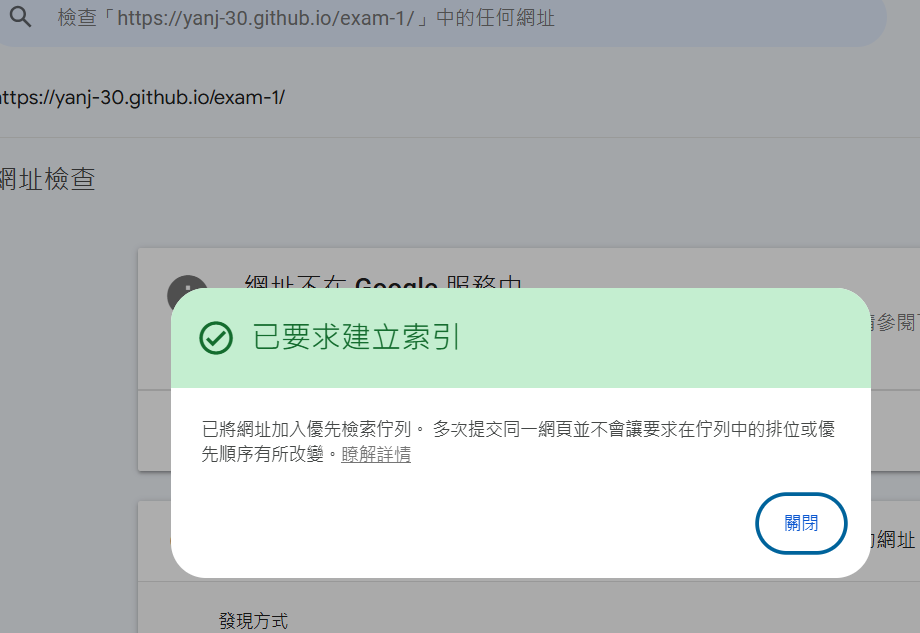 檢查「https://yanj-30.github.io/exam-1/」中的任何網址
ttps://yanj-30.github.io/exam-1/
網址檢查
網址不在 Google 服務中
參閱
已要求建立索引
已將網址加入優先檢索佇列。 多次提交同一網頁並不會讓要求在佇列中的排位或優
先順序有所改變。瞭解詳情
關閉
網址
發現方式